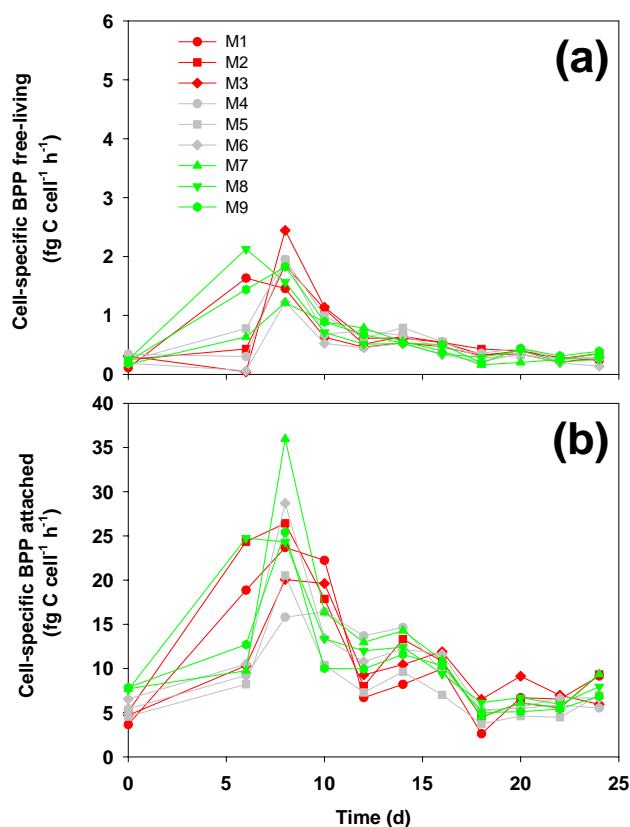 (a)
Cell-specific BPP free-living
(fg C cell⁻¹ h⁻¹)
6
5
4
3
2
1
0
M1
M2
M3
M4
M5
M6
M7
M8
M9
(b)
Cell-specific BPP attached
(fg C cell⁻¹ h⁻¹)
40
35
30
25
20
15
10
5
0
0 5 10 15 20 25
Time (d)